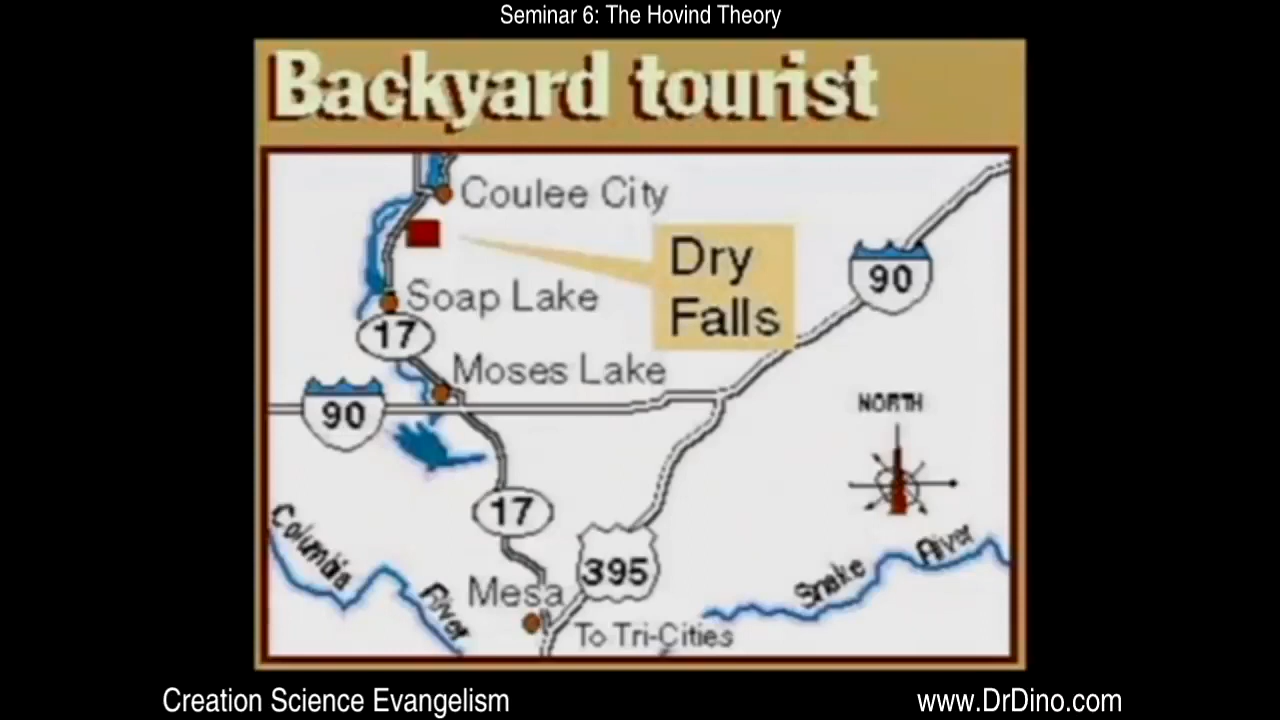 Seminar 6: The Hovind Theory
Backyard tourist
Coulee City
Dry
Falls
90
Soap Lake
17
Moses Lake
90
NORTH
17
Columbia
River
395
Snake
River
Mesa
To Tri-Cities
Creation Science Evangelism
www.DrDino.com